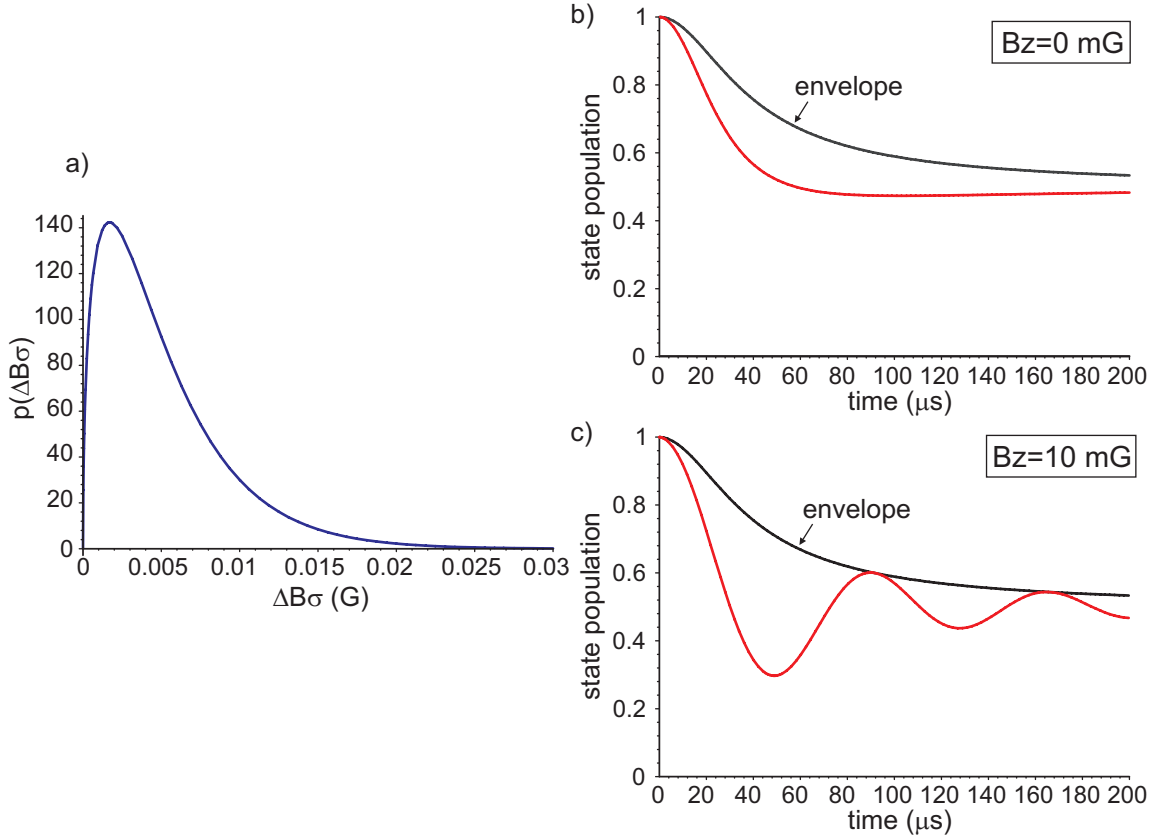 a)
p(ΔBσ)
140
120
100
80
60
40
20
0
0 0.005 0.01 0.015 0.02 0.025 0.03
ΔBσ (G)
b)
Bz=0 mG
envelope
state population
1
0.8
0.6
0.4
0.2
0
0 20 40 60 80 100 120 140 160 180 200
time (μs)
c)
Bz=10 mG
envelope
state population
1
0.8
0.6
0.4
0.2
0
0 20 40 60 80 100 120 140 160 180 200
time (μs)